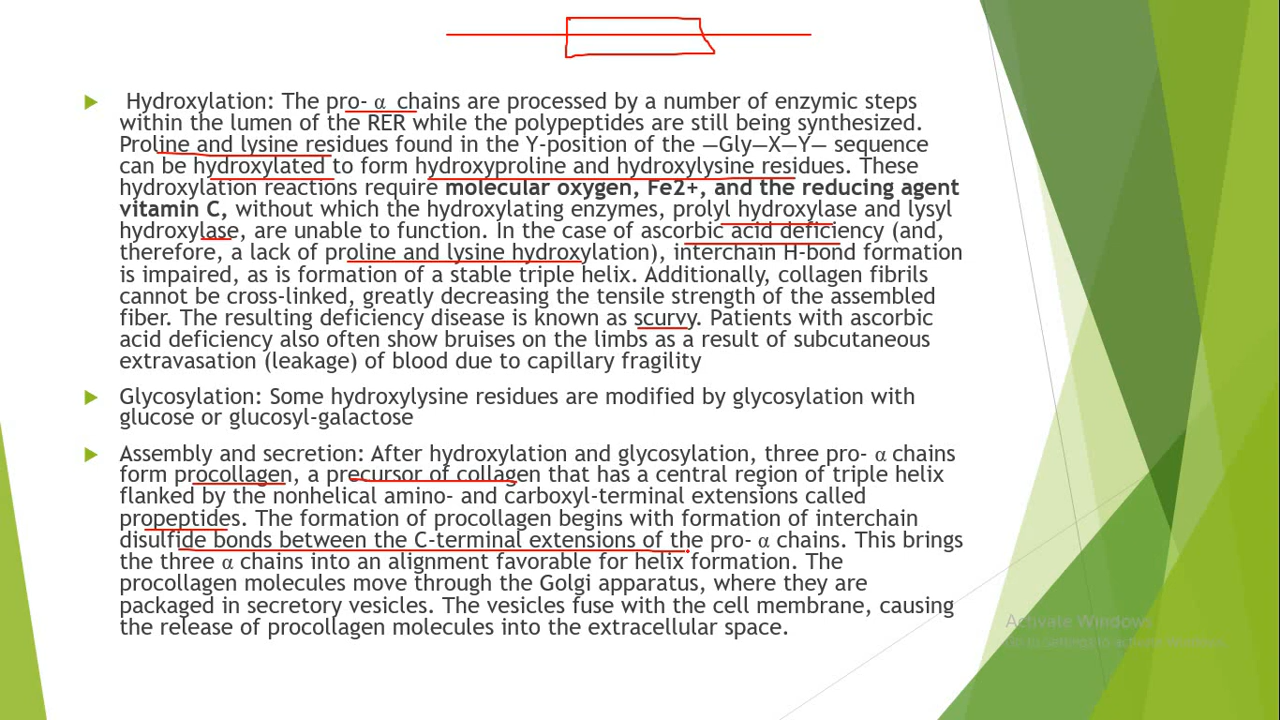 Hydroxylation: The pro- α chains are processed by a number of enzymic steps
within the lumen of the RER while the polypeptides are still being synthesized.
Proline and lysine residues found in the Y-position of the —Gly—X—Y— sequence
can be hydroxylated to form hydroxyproline and hydroxylysine residues. These
hydroxylation reactions require molecular oxygen, Fe2+, and the reducing agent
vitamin C, without which the hydroxylating enzymes, prolyl hydroxylase and lysyl
hydroxylase, are unable to function. In the case of ascorbic acid deficiency (and,
therefore, a lack of proline and lysine hydroxylation), interchain H-bond formation
is impaired, as is formation of a stable triple helix. Additionally, collagen fibrils
cannot be cross-linked, greatly decreasing the tensile strength of the assembled
fiber. The resulting deficiency disease is known as scurvy. Patients with ascorbic
acid deficiency also often show bruises on the limbs as a result of subcutaneous
extravasation (leakage) of blood due to capillary fragility
Glycosylation: Some hydroxylysine residues are modified by glycosylation with
glucose or glucosyl-galactose
Assembly and secretion: After hydroxylation and glycosylation, three pro- α chains
form procollagen, a precursor of collagen that has a central region of triple helix
flanked by the nonhelical amino- and carboxyl-terminal extensions called
propeptides. The formation of procollagen begins with formation of interchain
disulfide bonds between the C-terminal extensions of the pro- α chains. This brings
the three α chains into an alignment favorable for helix formation. The
procollagen molecules move through the Golgi apparatus, where they are
packaged in secretory vesicles. The vesicles fuse with the cell membrane, causing
the release of procollagen molecules into the extracellular space.
Activate Windows
to Settings to activate Windows.